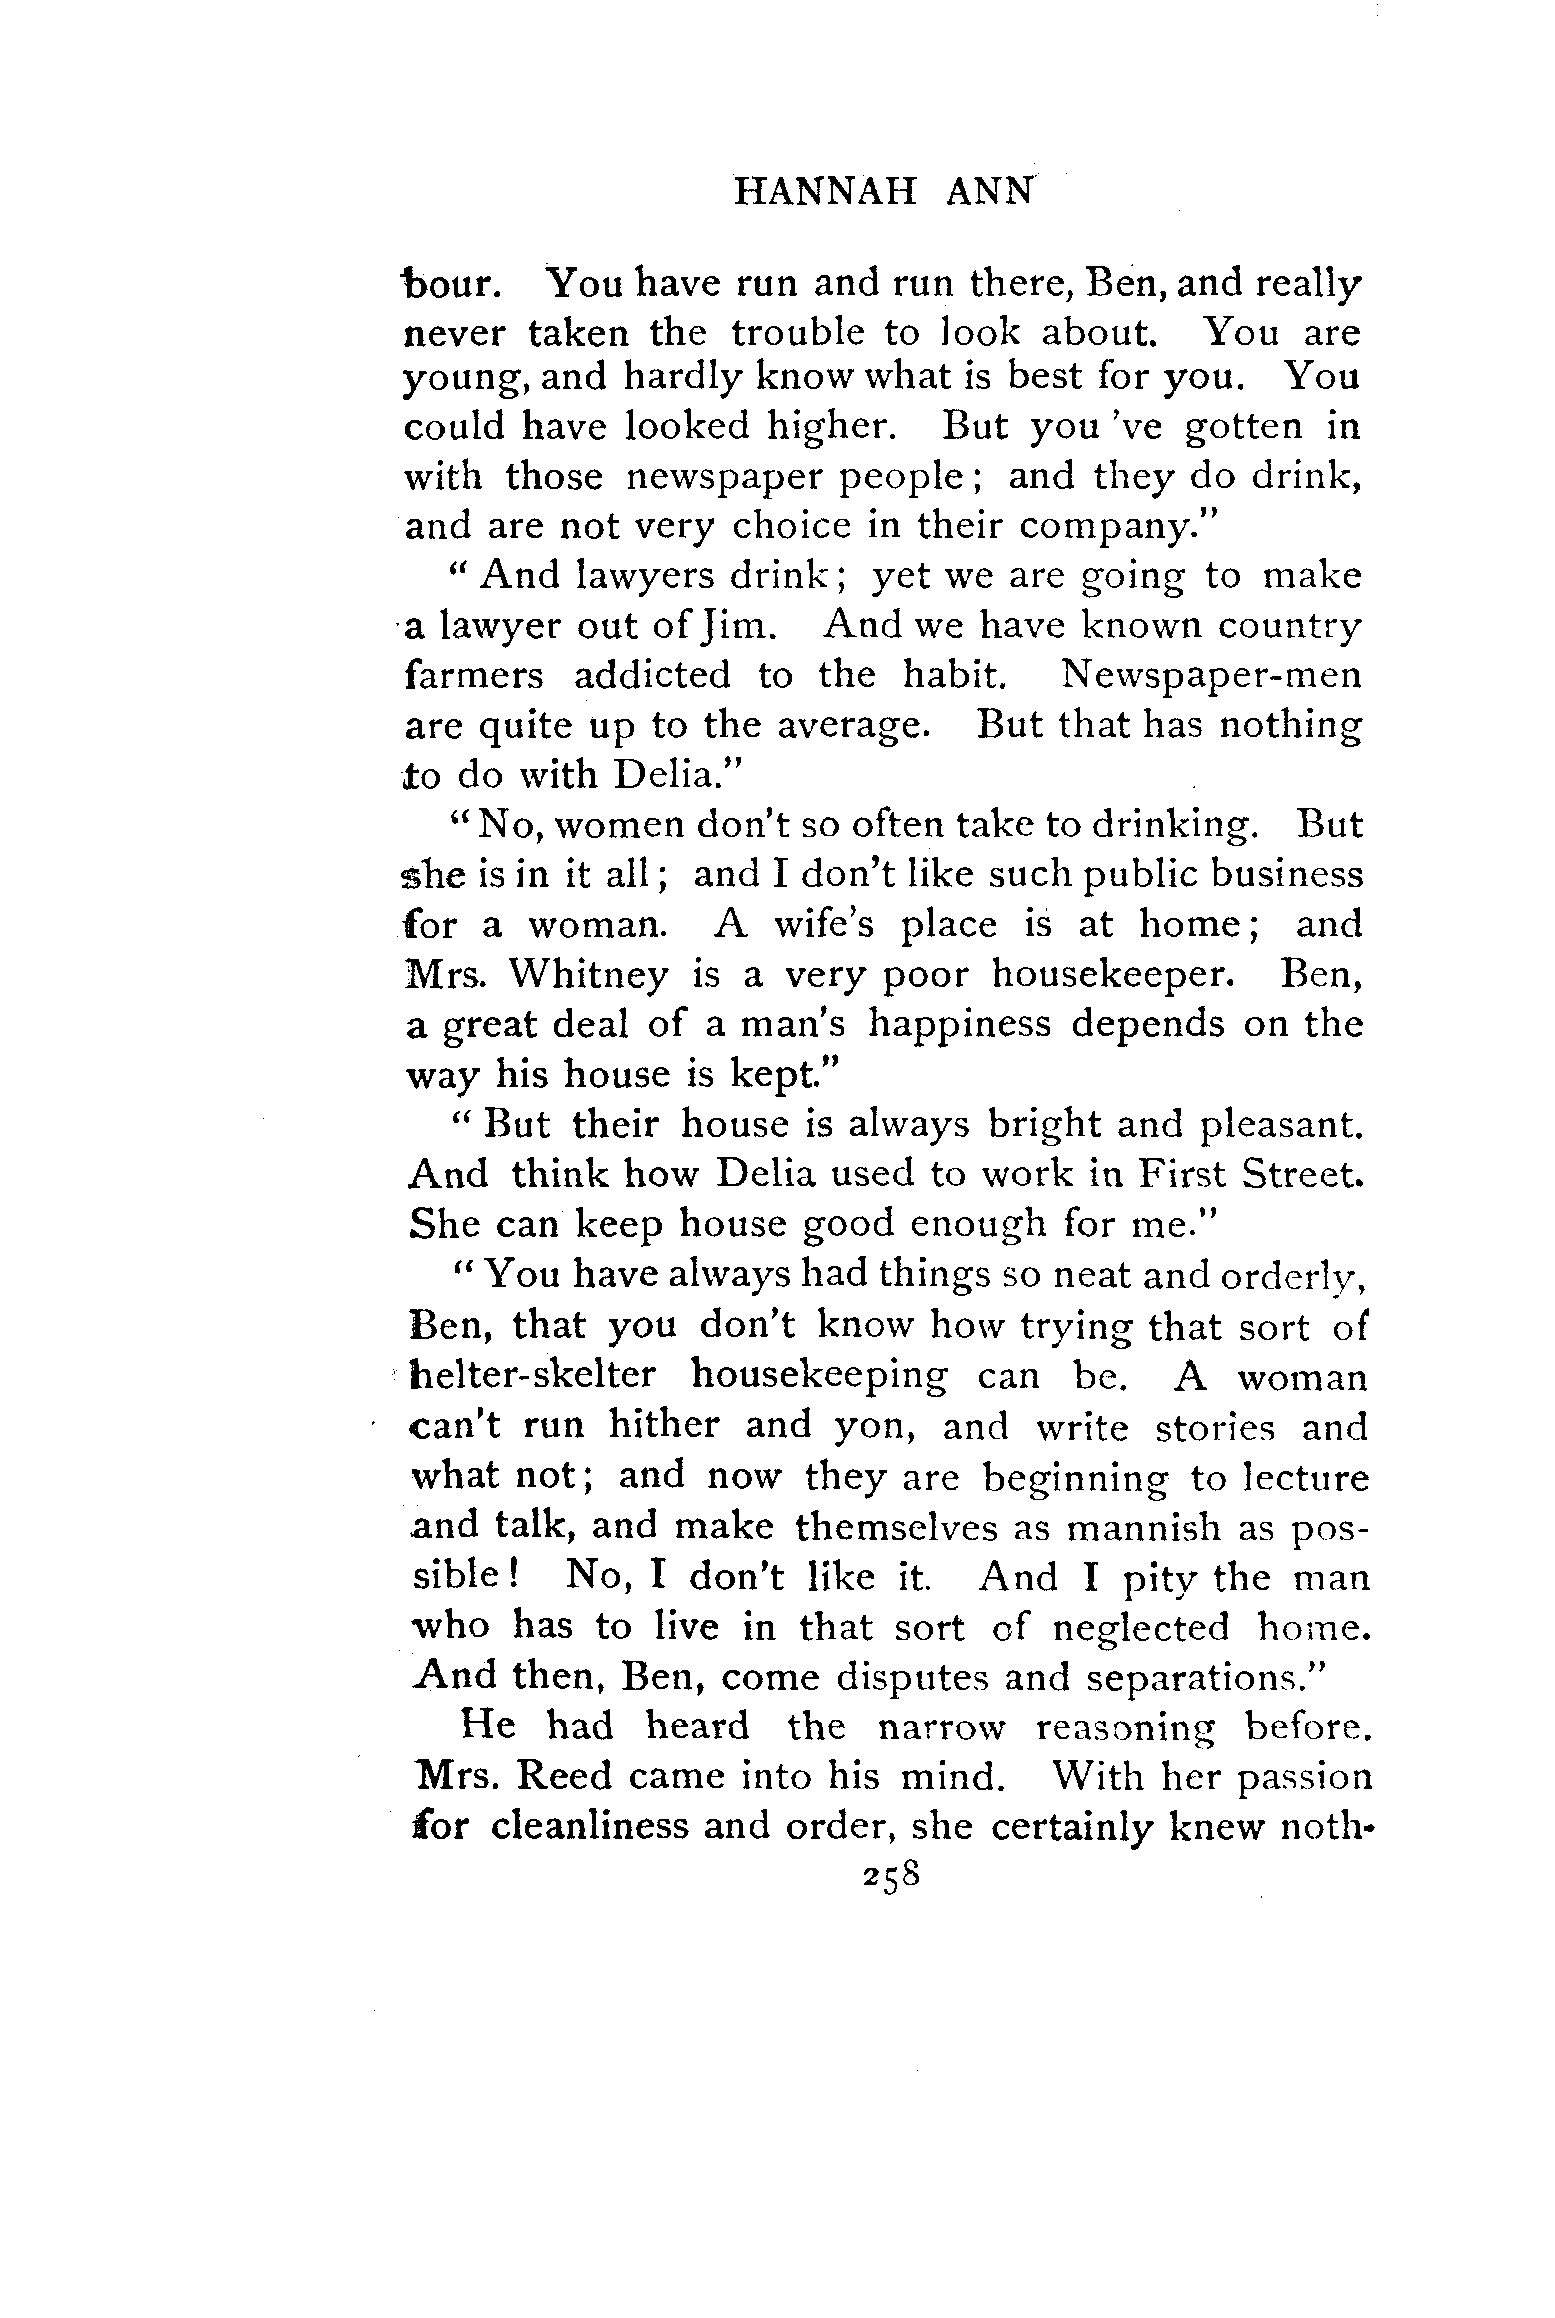 HANNAH ANN
bour. You have run and run there, Ben, and really
never taken the trouble to look about. You are
young, and hardly know what is best for you. You
could have looked higher. But you 've gotten in
with those newspaper people; and they do drink,
and are not very choice in their company."
"And lawyers drink; yet we are going to make
a lawyer out of Jim. And we have known country
farmers addicted to the habit. Newspaper-men
are quite up to the average. But that has nothing
to do with Delia."
"No, women don't so often take to drinking. But
she is in it all; and I don't like such public business
for a woman. A wife's place is at home; and
Mrs. Whitney is a very poor housekeeper. Ben,
a great deal of a man's happiness depends on the
way his house is kept."
"But their house is always bright and pleasant.
And think how Delia used to work in First Street.
She can keep house good enough for me."
"You have always had things so neat and orderly,
Ben, that you don't know how trying that sort of
helter-skelter housekeeping can be. A woman
can't run hither and yon, and write stories and
what not; and now they are beginning to lecture
and talk, and make themselves as mannish as pos-
sible! No, I don't like it. And I pity the man
who has to live in that sort of neglected home.
And then, Ben, come disputes and separations."
He had heard the narrow reasoning before.
Mrs. Reed came into his mind. With her passion
for cleanliness and order, she certainly knew noth-
258